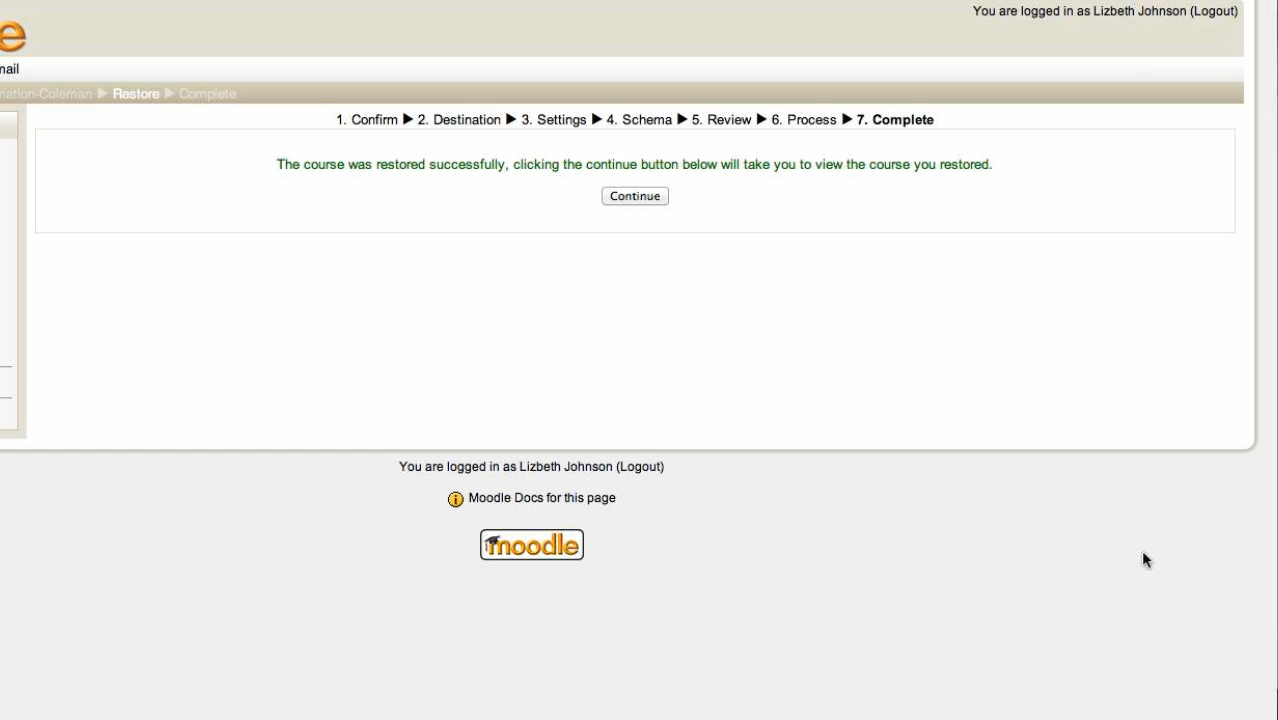 You are logged in as Lizbeth Johnson (Logout)
e
nail
mation-Coleman ► Restore ► Complete
1. Confirm ► 2. Destination ► 3. Settings ► 4. Schema ► 5. Review ► 6. Process ► 7. Complete
The course was restored successfully, clicking the continue button below will take you to view the course you restored.
Continue
You are logged in as Lizbeth Johnson (Logout)
Moodle Docs for this page
moodle